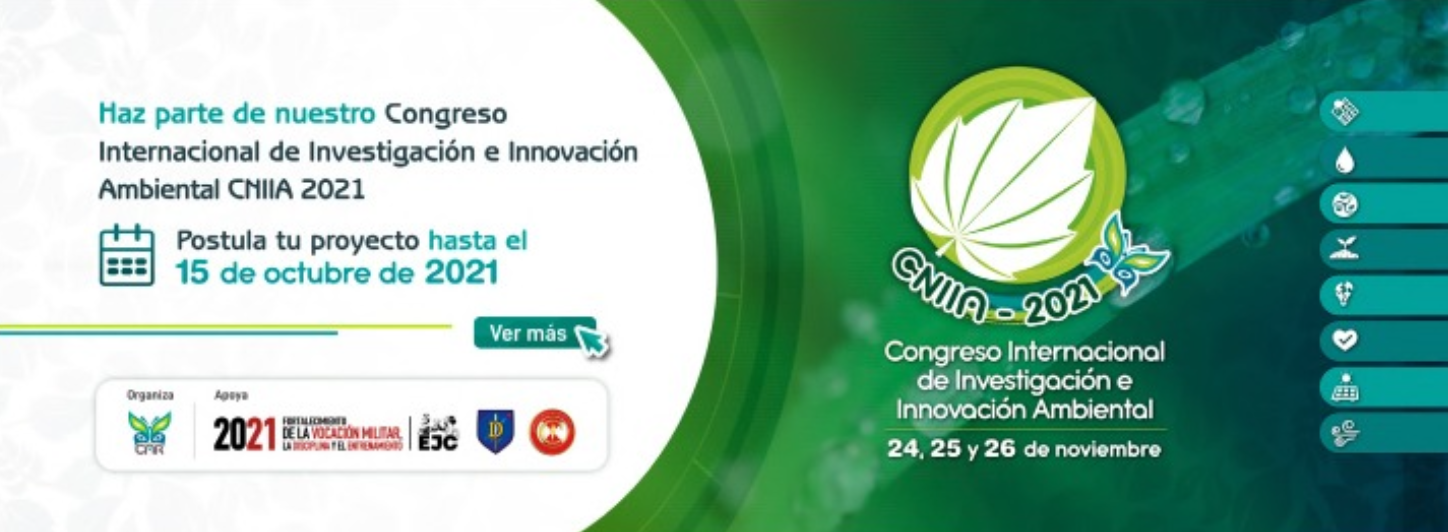 Haz parte de nuestro Congreso
Internacional de Investigación e Innovación
Ambiental CNIIA 2021
Postula tu proyecto hasta el
15 de octubre de 2021
Ver más
Organiza
Apoya
CAR
2021
FORTALECIMIENTO
DE LA VOCACIÓN MILITAR,
LA DISCIPLINA Y EL ENTRENAMIENTO
EJC
CNIIA - 2021
Congreso Internacional
de Investigación e
Innovación Ambiental
24, 25 y 26 de noviembre